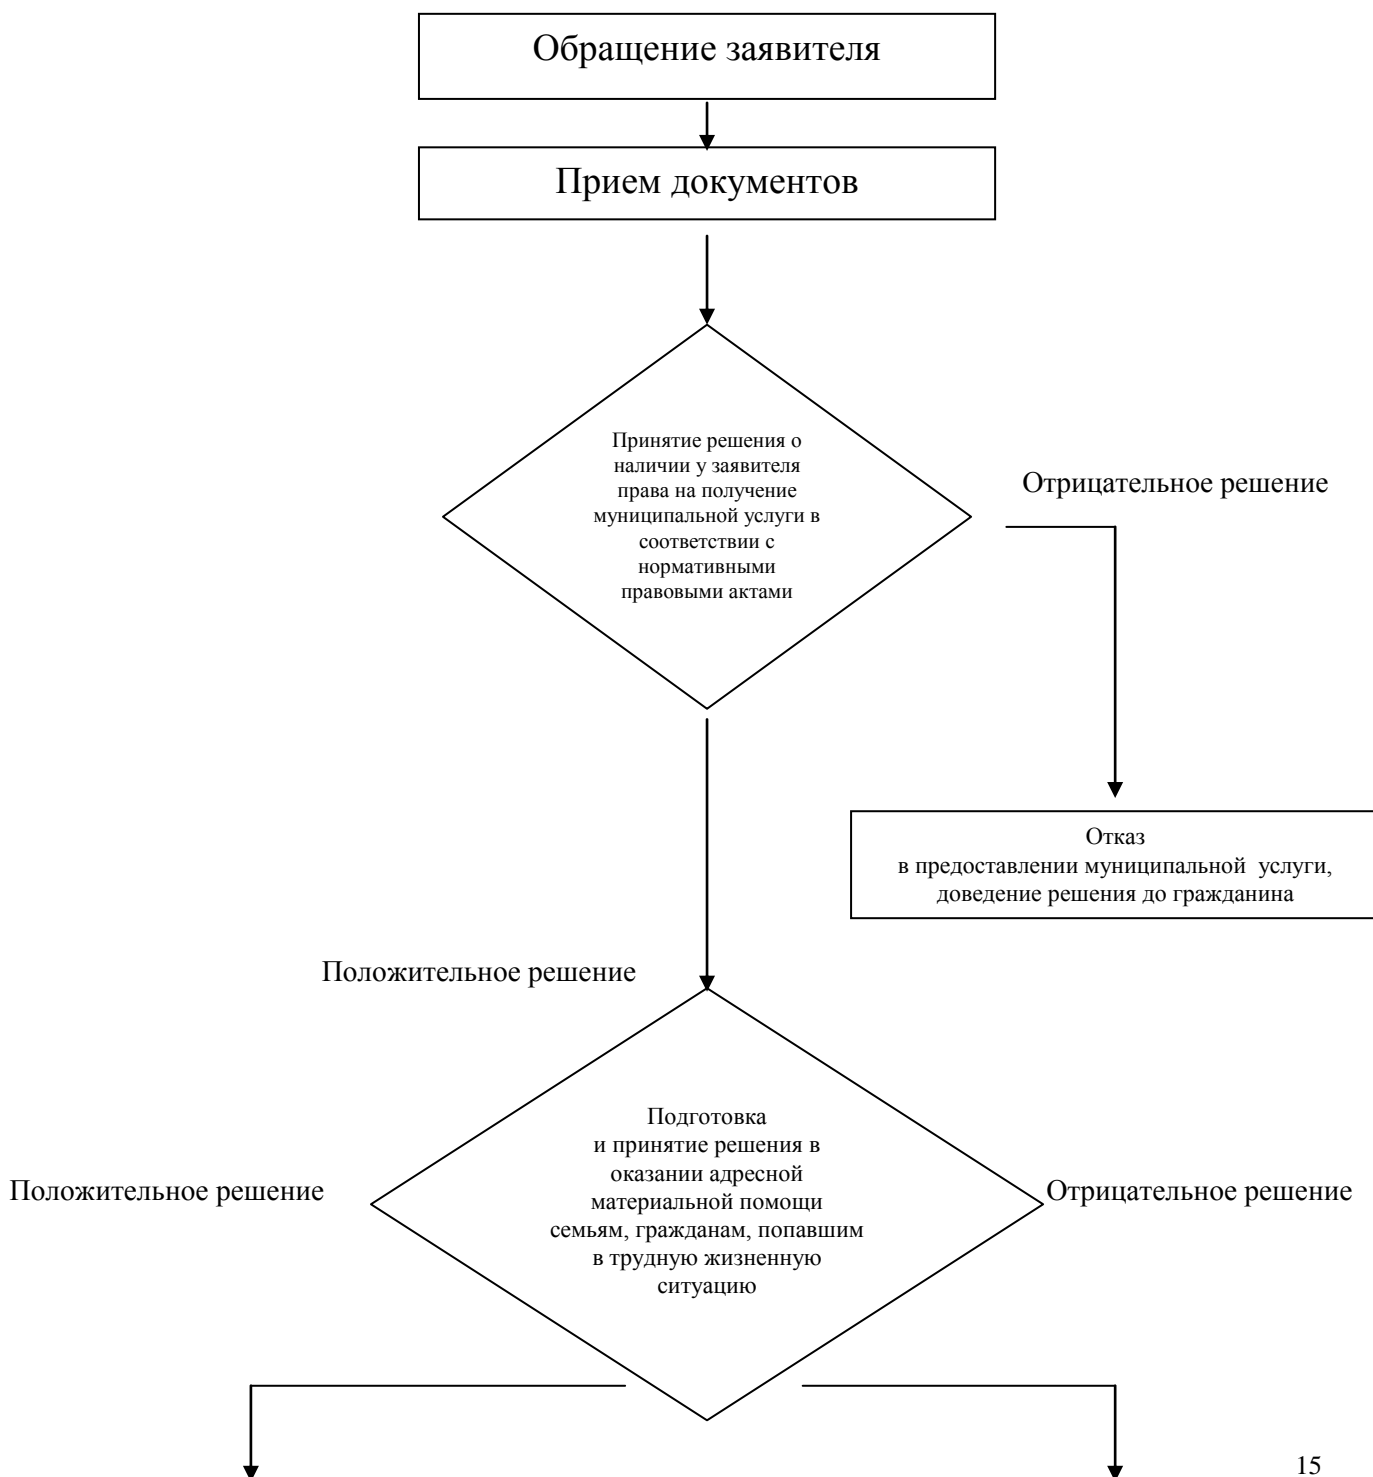 Обращение заявителя
Прием документов
Принятие решения о
наличии у заявителя
права на получение
муниципальной услуги в
соответствии с
нормативными
правовыми актами
Отрицательное решение
Отказ
в предоставлении муниципальной  услуги,
доведение решения до гражданина
Положительное решение
Положительное решение
Подготовка
и принятие решения в
оказании адресной
материальной помощи
семьям, гражданам, попавшим
в трудную жизненную
ситуацию
Отрицательное решение
15